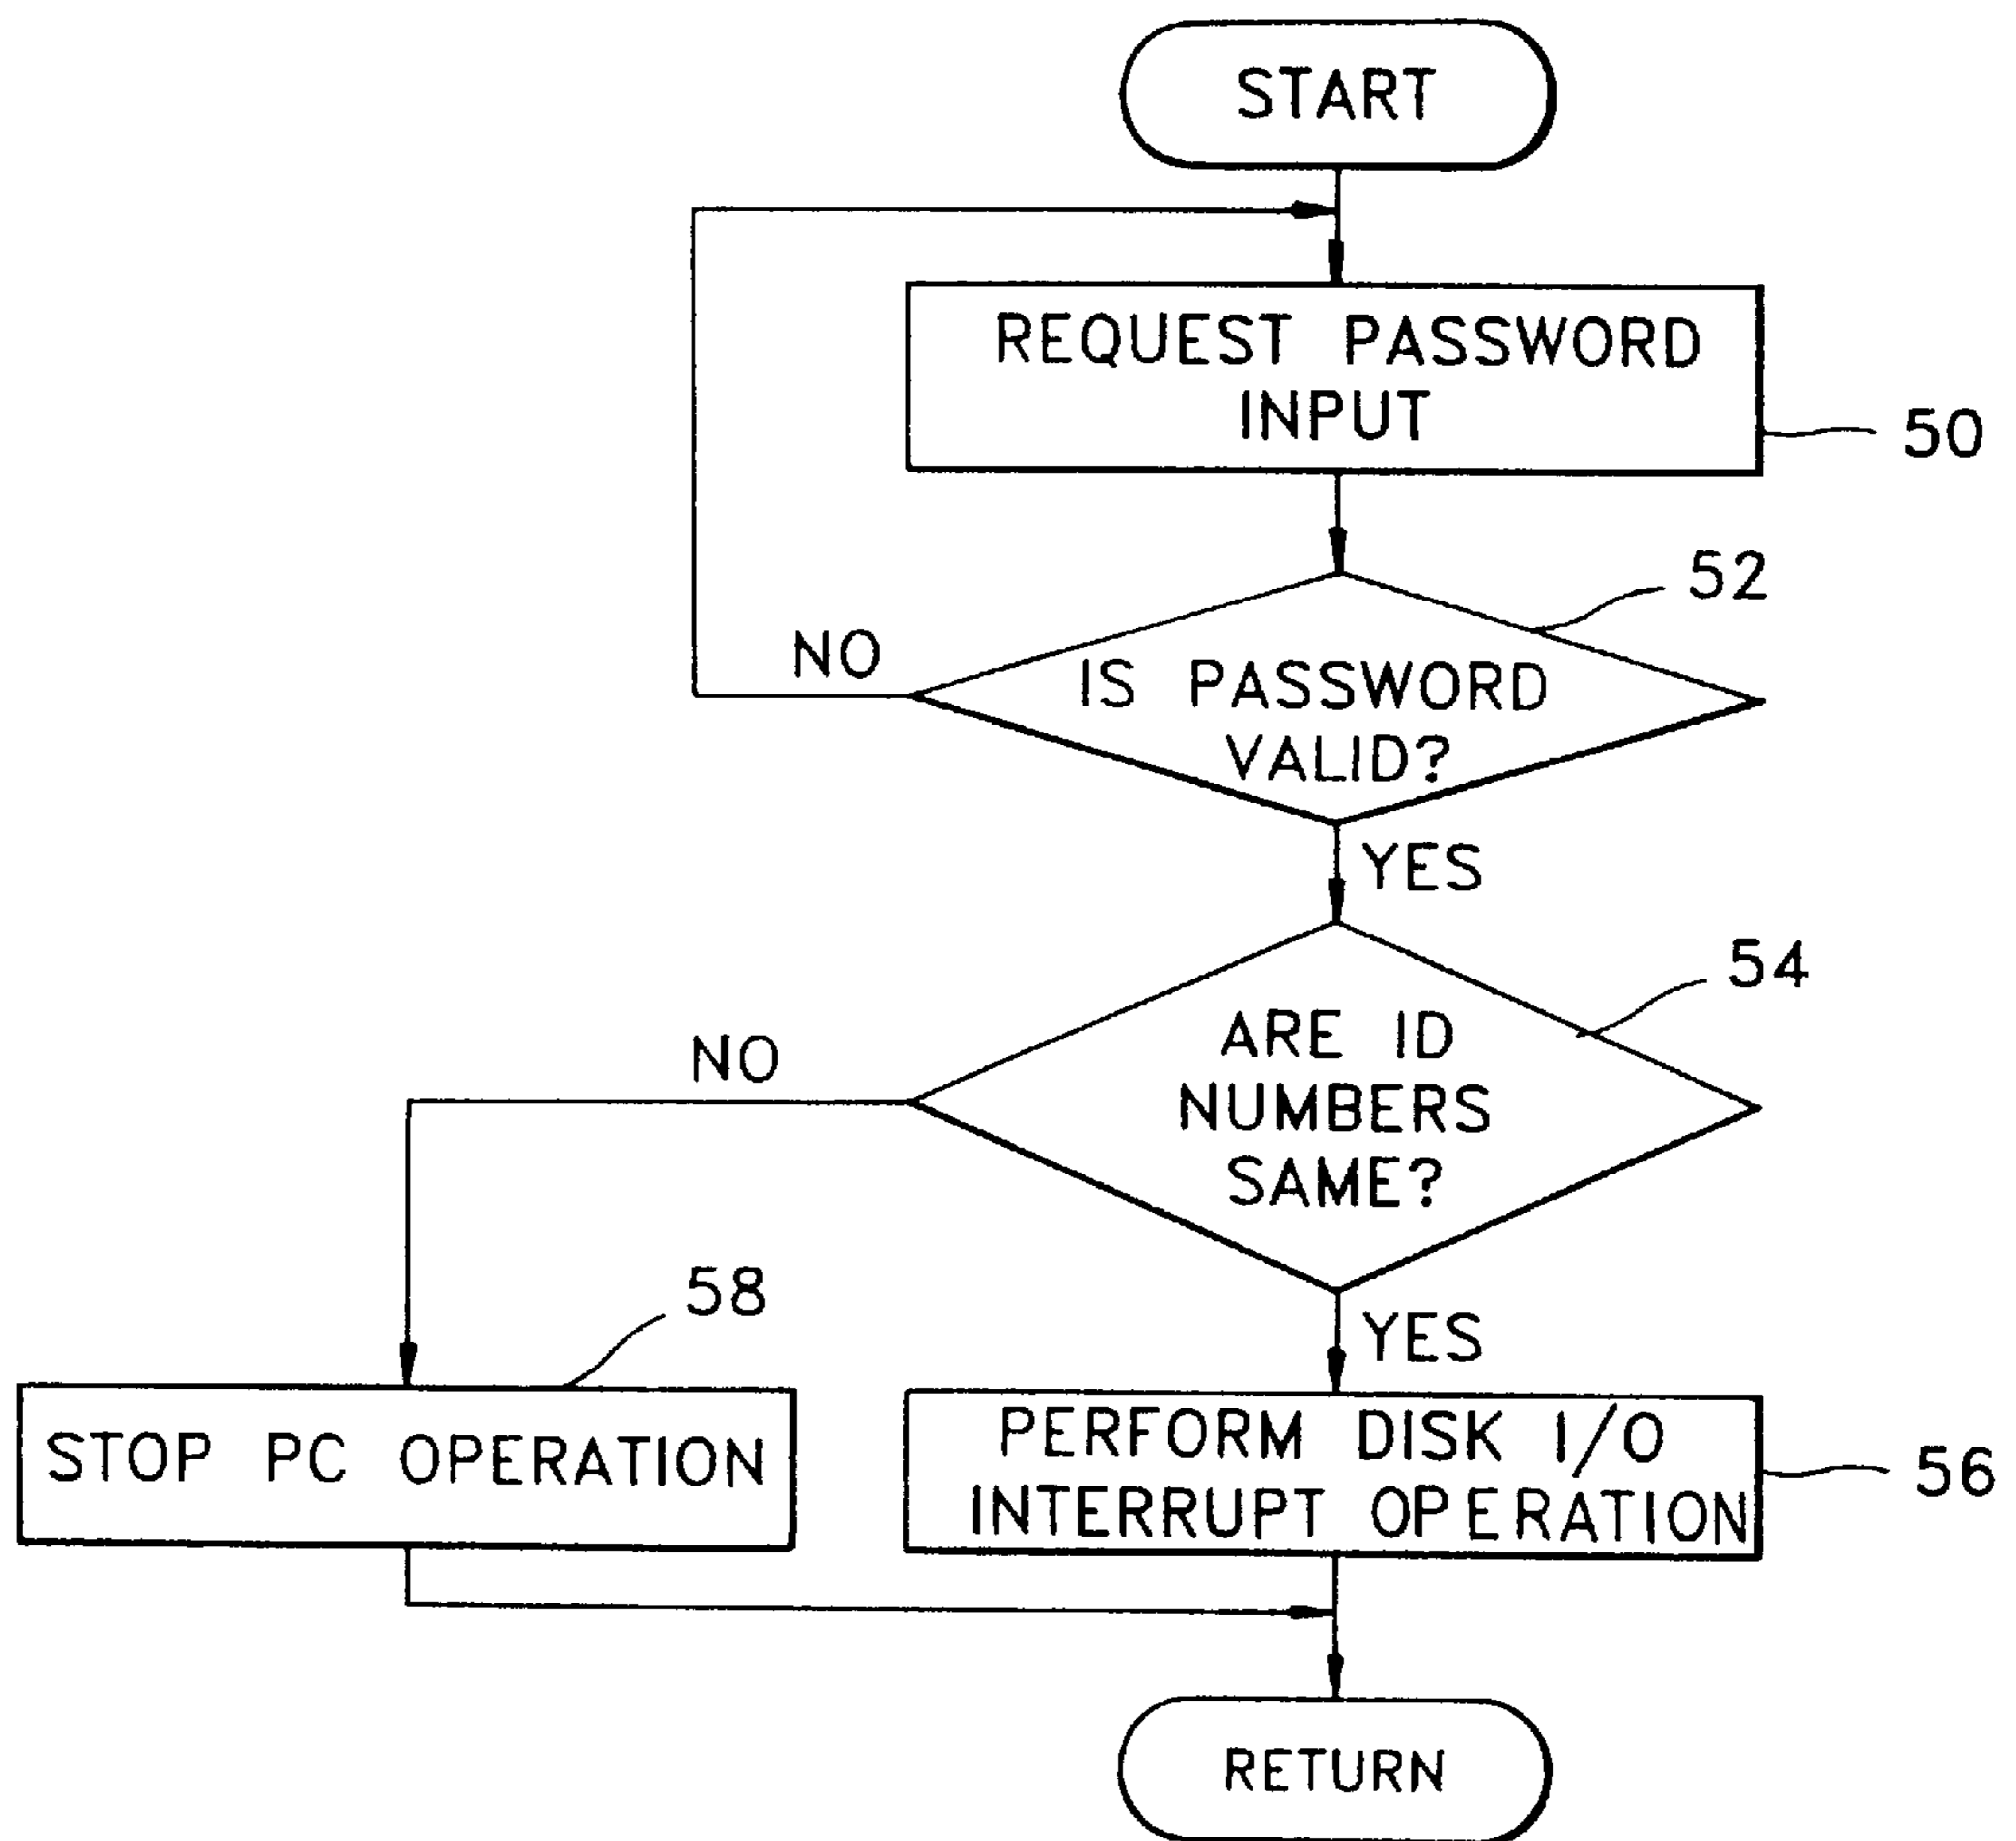 START
REQUEST PASSWORD
INPUT
50
52
NO
IS PASSWORD
VALID?
YES
54
NO
ARE ID
NUMBERS
SAME?
58
YES
STOP PC OPERATION
PERFORM DISK I/O
INTERRUPT OPERATION
56
RETURN